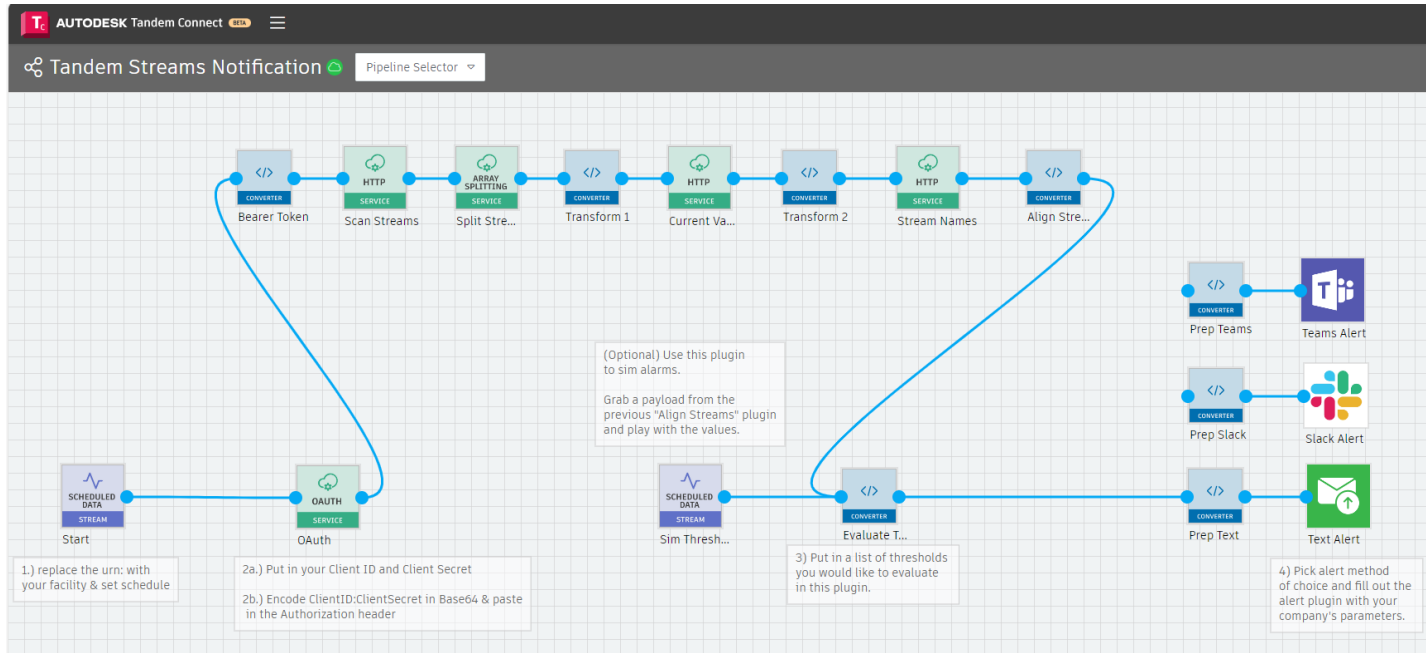 Tc AUTODESK Tandem Connect BETA
Tandem Streams Notification Pipeline Selector
</>
CONVERTER
Bearer Token
HTTP
SERVICE
Scan Streams
ARRAY
SPLITTING
SERVICE
Split Stre...
</>
CONVERTER
Transform 1
HTTP
SERVICE
Current Va...
</>
CONVERTER
Transform 2
HTTP
SERVICE
Stream Names
</>
CONVERTER
Align Stre...
</>
CONVERTER
Prep Teams
T
Teams Alert
(Optional) Use this plugin
to sim alarms.
Grab a payload from the
previous "Align Streams" plugin
and play with the values.
</>
CONVERTER
Prep Slack
Slack Alert
SCHEDULED
DATA
STREAM
Start
OAUTH
SERVICE
OAuth
SCHEDULED
DATA
STREAM
Sim Thresh...
</>
CONVERTER
Evaluate T...
</>
CONVERTER
Prep Text
Text Alert
1.) replace the urn: with
your facility & set schedule
2a.) Put in your Client ID and Client Secret
2b.) Encode ClientID:ClientSecret in Base64 & paste
in the Authorization header
3) Put in a list of thresholds
you would like to evaluate
in this plugin.
4) Pick alert method
of choice and fill out the
alert plugin with your
company's parameters.